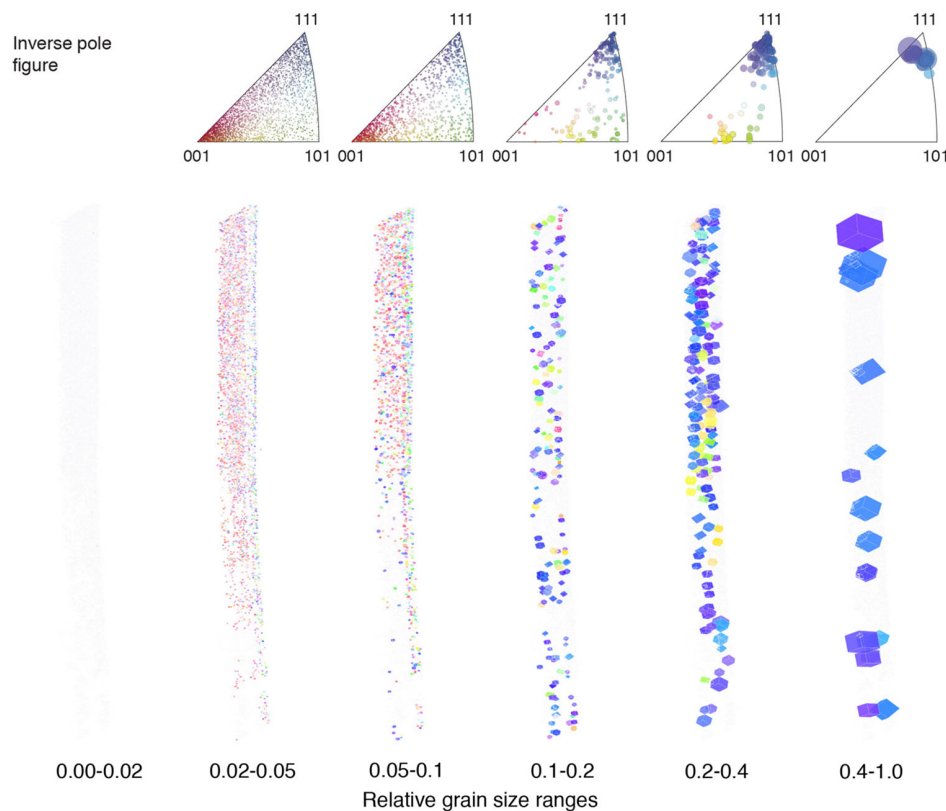 111 111 111 111 111
Inverse pole
figure
001 101 001 101 001 101 001 101 001 101
0.00-0.02 0.02-0.05 0.05-0.1 0.1-0.2 0.2-0.4 0.4-1.0
Relative grain size ranges